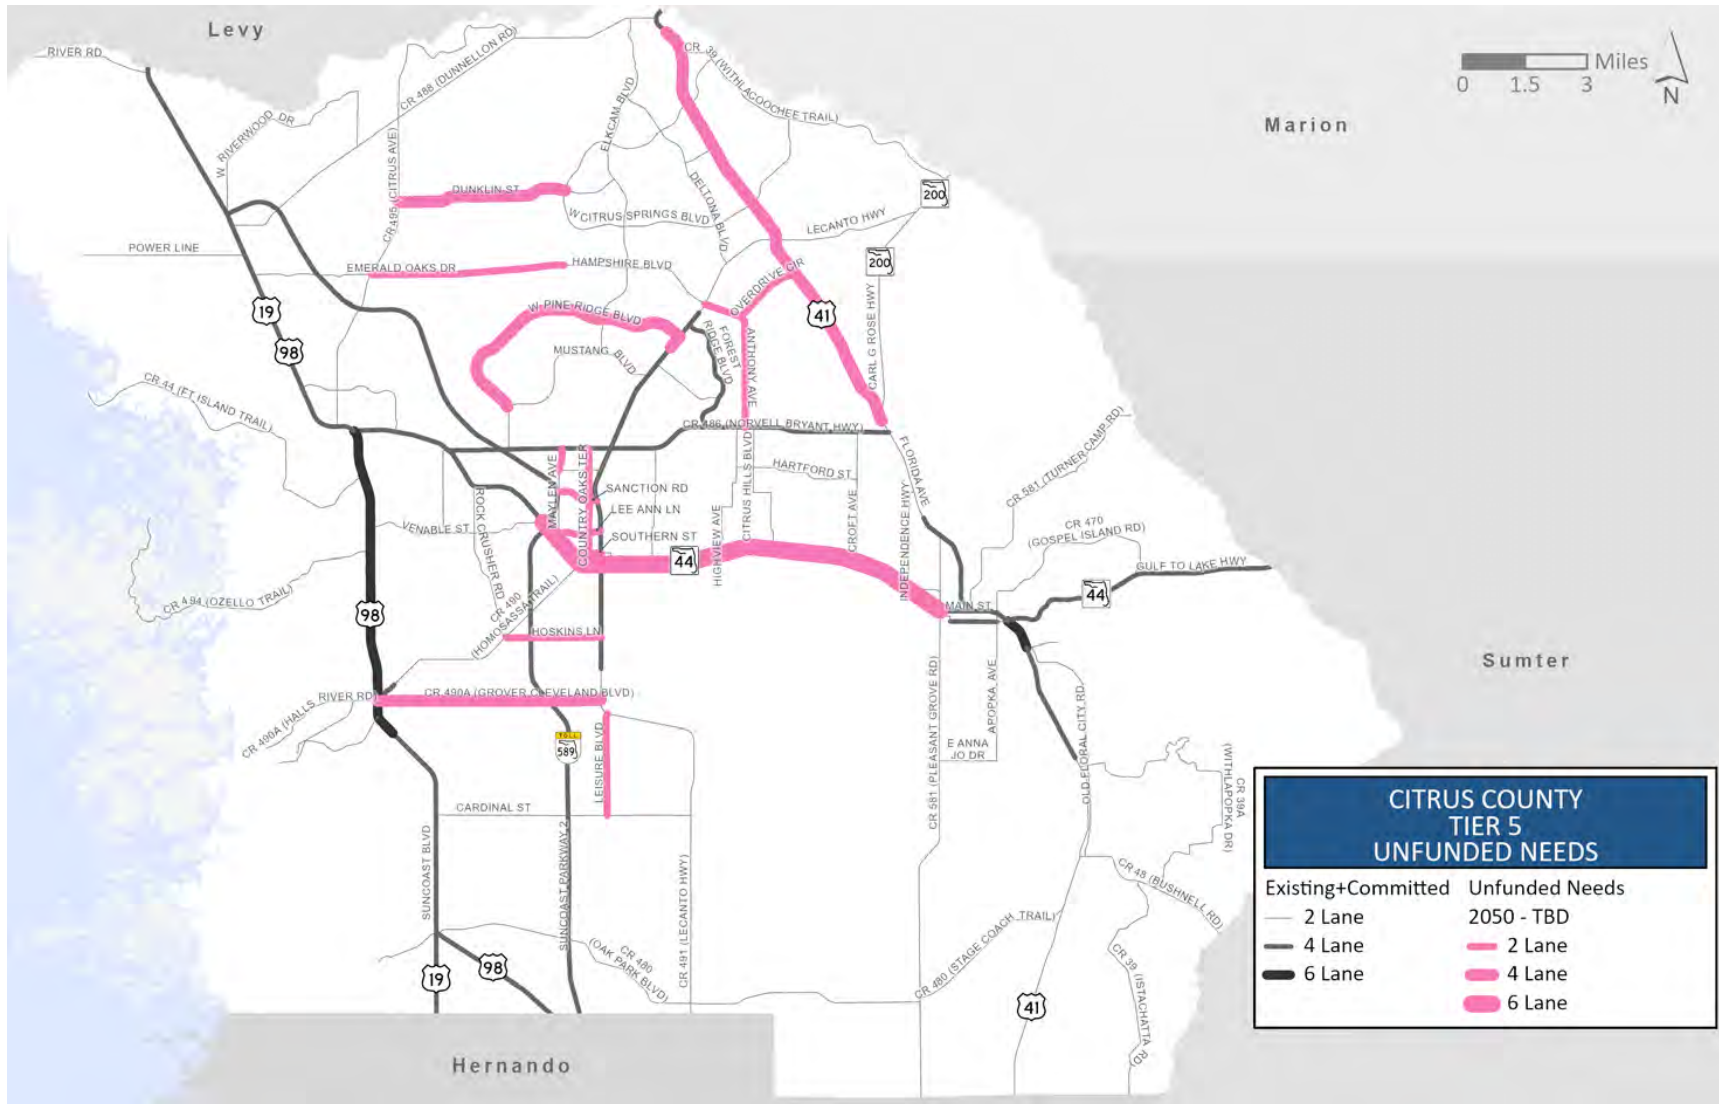 Levy
RIVER RD
CR 488 (DUNNELLON RD)
CR 39 (WITHLACOOCHEE TRAIL)
Miles
0 1.5 3
N
Marion
W RIVERWOOD DR
ELKCAM BLVD
CR 495 (CITRUS AVE)
DUNKLIN ST
DELTONA BLVD
200
W CITRUS SPRINGS BLVD
LECANTO HWY
POWER LINE
EMERALD OAKS DR
HAMPSHIRE BLVD
200
OVERDRIVE CIR
19
W PINE RIDGE BLVD
41
CARL G ROSE HWY
98
MUSTANG BLVD
FOREST RIDGE BLVD
ANTHONY AVE
CR 44 (FT ISLAND TRAIL)
CR 486 (NORVELL BRYANT HWY)
FLORIDA AVE
CR 581 (TURNER CAMP RD)
MAYLEN AVE
COUNTRY OAKS TER
CITRUS HILLS BLVD
HARTFORD ST
ROCK CRUSHER RD
SANCTION RD
LEE ANN LN
VENABLE ST
SOUTHERN ST
HIGHVIEW AVE
CROFT AVE
INDEPENDENCE HWY
CR 470
(GOSPEL ISLAND RD)
44
GULF TO LAKE HWY
44
CR 494 (OZELLO TRAIL)
98
CR 490
(HOMOSASSA TRAIL)
MAIN ST
HOSKINS LN
Sumter
RIVER RD)
CR 490A (HALLS
CR 490A (GROVER CLEVELAND BLVD)
CR 581 (PLEASANT GROVE RD)
APOPKA AVE
OLD FLORAL CITY RD
TOLL
589
LEISURE BLVD
E ANNA
JO DR
CR 39A
(WITHLAPOPKA DR)
CARDINAL ST
SUNCOAST BLVD
SUNCOAST PARKWAY 2
CR 491 (LECANTO HWY)
CR 48 (BUSHNELL RD)
CR 480
(OAK PARK BLVD)
CR 480 (STAGE COACH TRAIL)
CR 39 (ISTACHATTA RD)
19
98
41
Hernando
CITRUS COUNTY
TIER 5
UNFUNDED NEEDS
Existing+Committed
2 Lane
4 Lane
6 Lane
Unfunded Needs
2050 - TBD
2 Lane
4 Lane
6 Lane